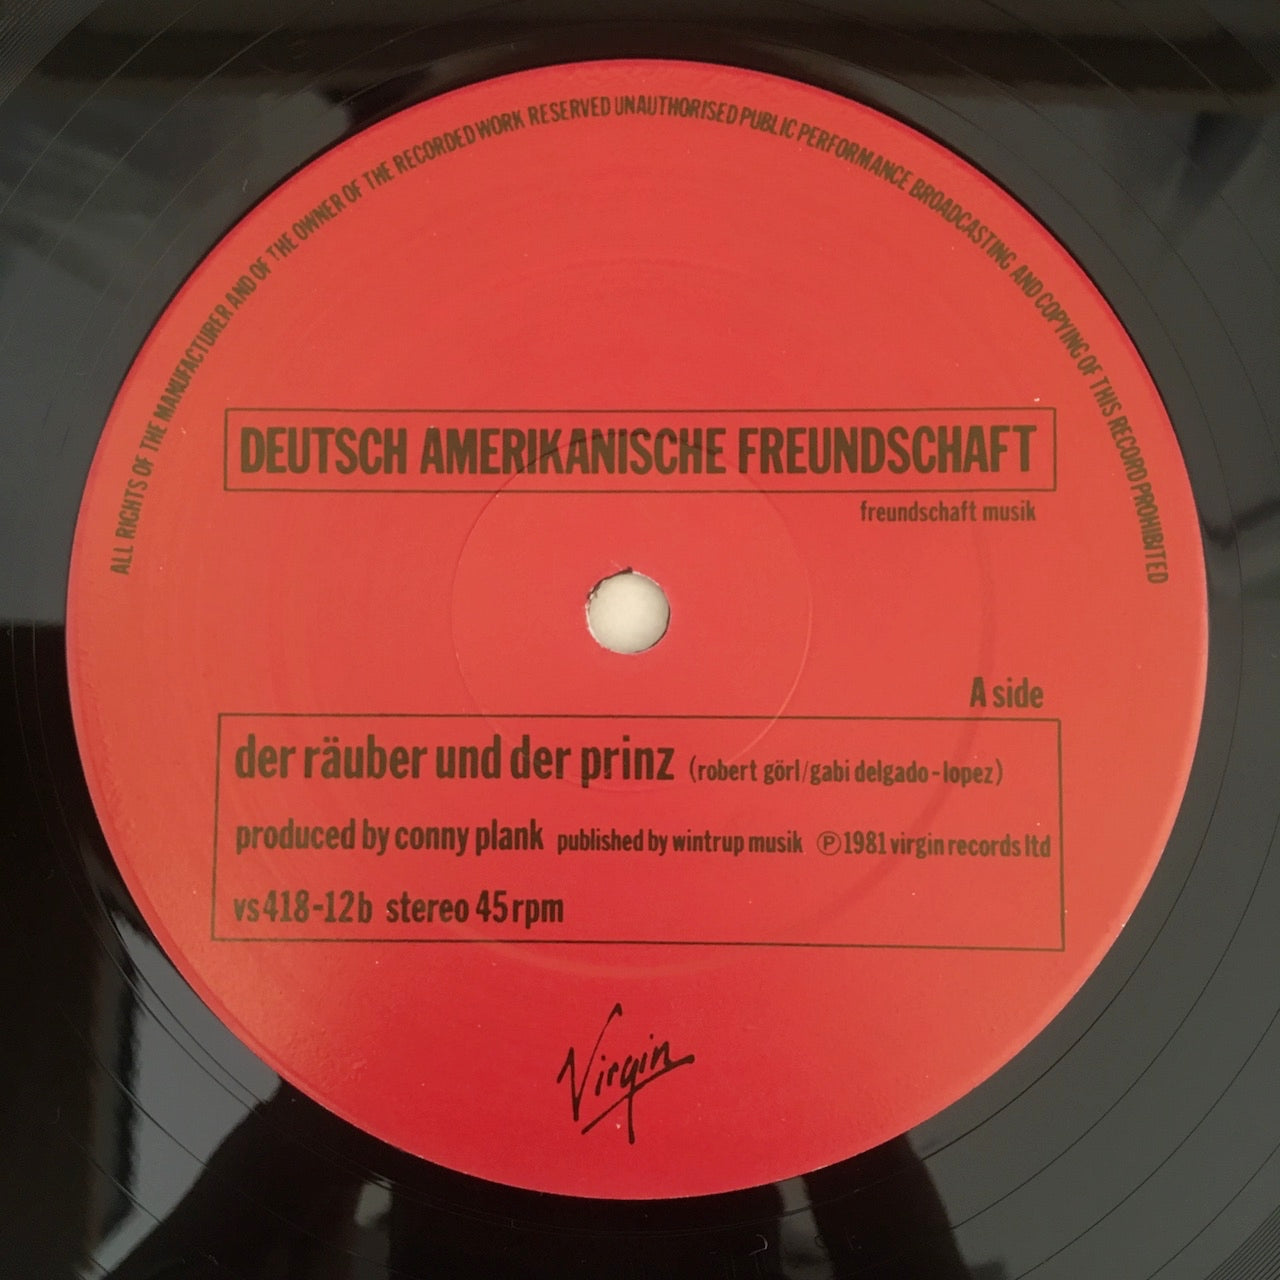 ALL RIGHTS OF THE MANUFACTURER AND OF THE OWNER OF THE RECORDED WORK RESERVED UNAUTHORISED PUBLIC PERFORMANCE BROADCASTING AND COPYING OF THIS RECORD PROHIBITED
DEUTSCH AMERIKANISCHE FREUNDSCHAFT
freundschaft musik
A side
der räuber und der prinz (robert görl/gabi delgado-lopez)
produced by conny plank published by wintrup musik ℗1981 virgin records ltd
vs418-12b stereo 45rpm
Virgin